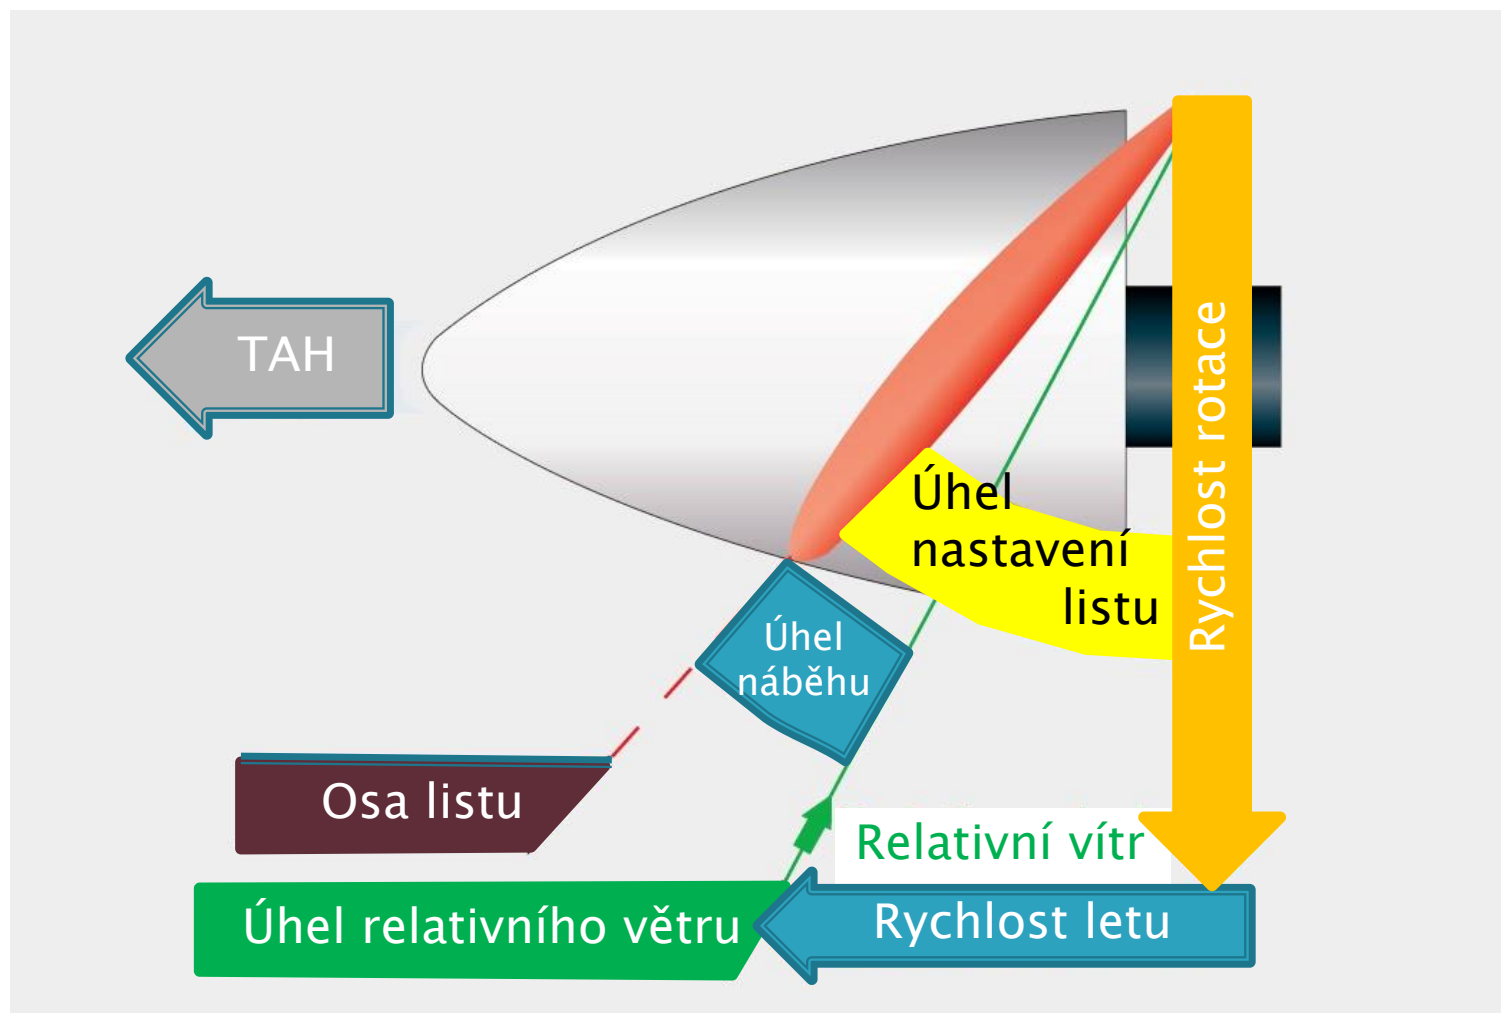 TAH
Rychlost rotace
Úhel
nastavení
listu
Úhel
náběhu
Osa listu
Relativní vítr
Úhel relativního větru
Rychlost letu